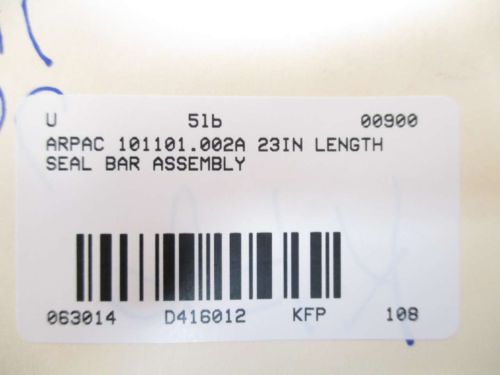 U 5lb 00900
ARPAC 101101.002A 23IN LENGTH
SEAL BAR ASSEMBLY
063014 D416012 KFP 108